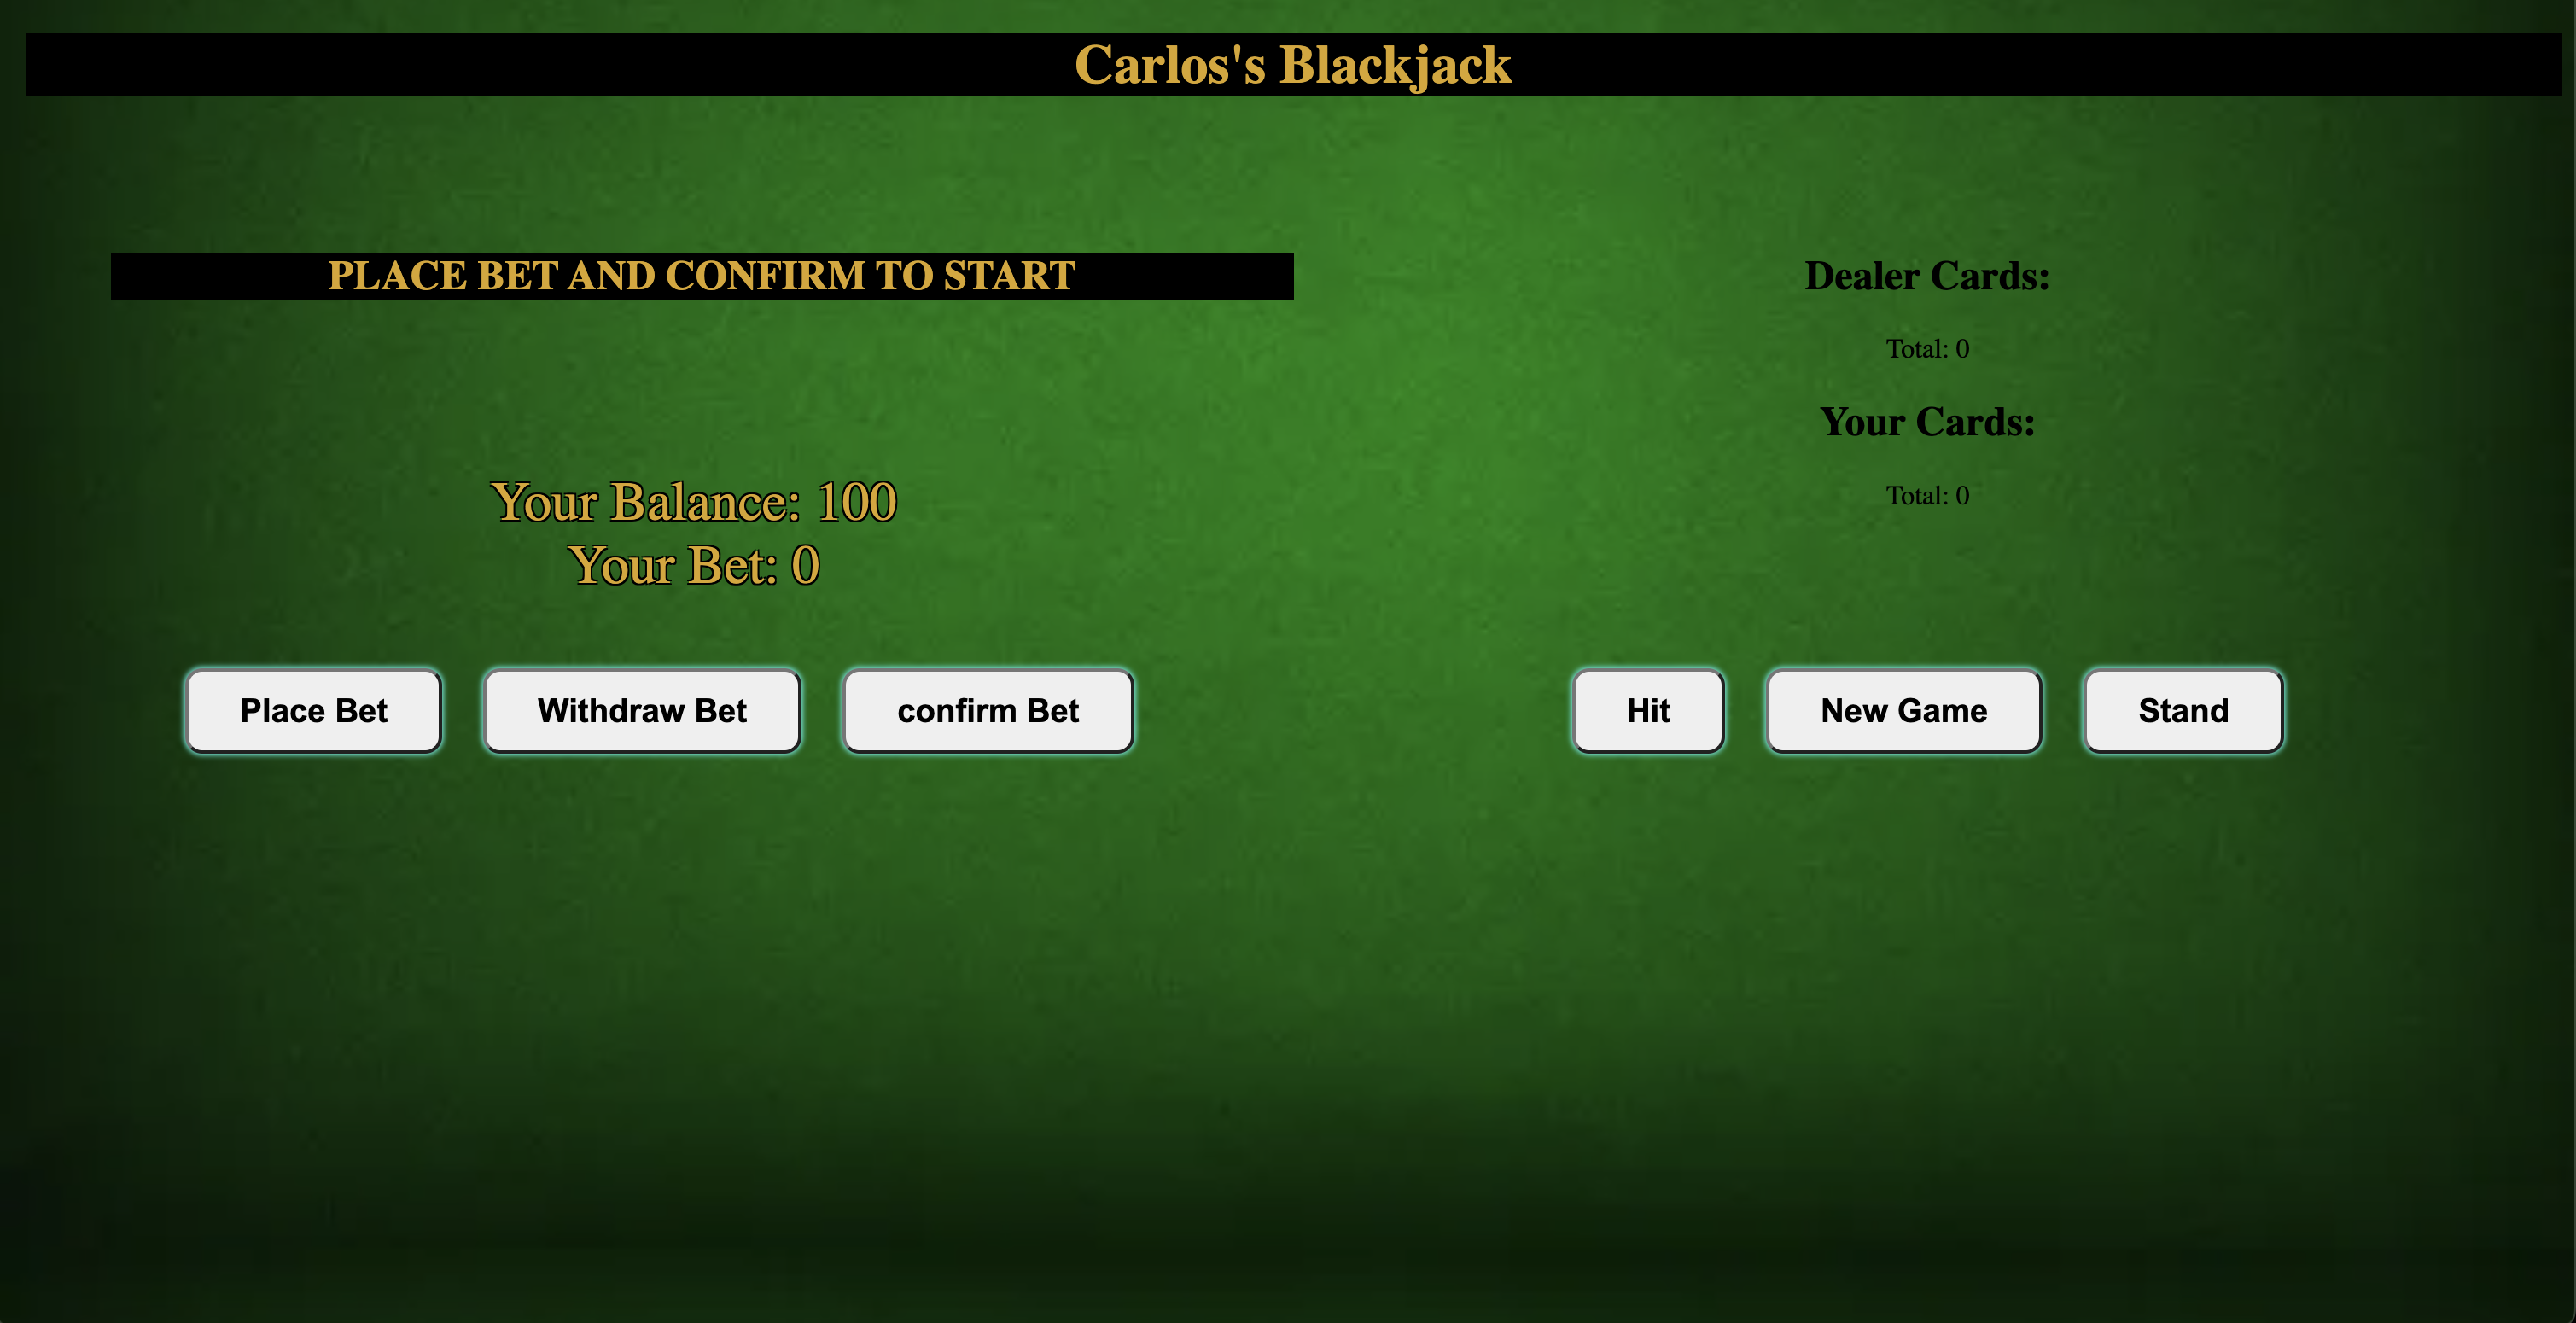 Carlos's Blackjack
PLACE BET AND CONFIRM TO START
Your Balance: 100
Your Bet: 0
Place Bet
Withdraw Bet
confirm Bet
Dealer Cards:
Total: 0
Your Cards:
Total: 0
Hit
New Game
Stand